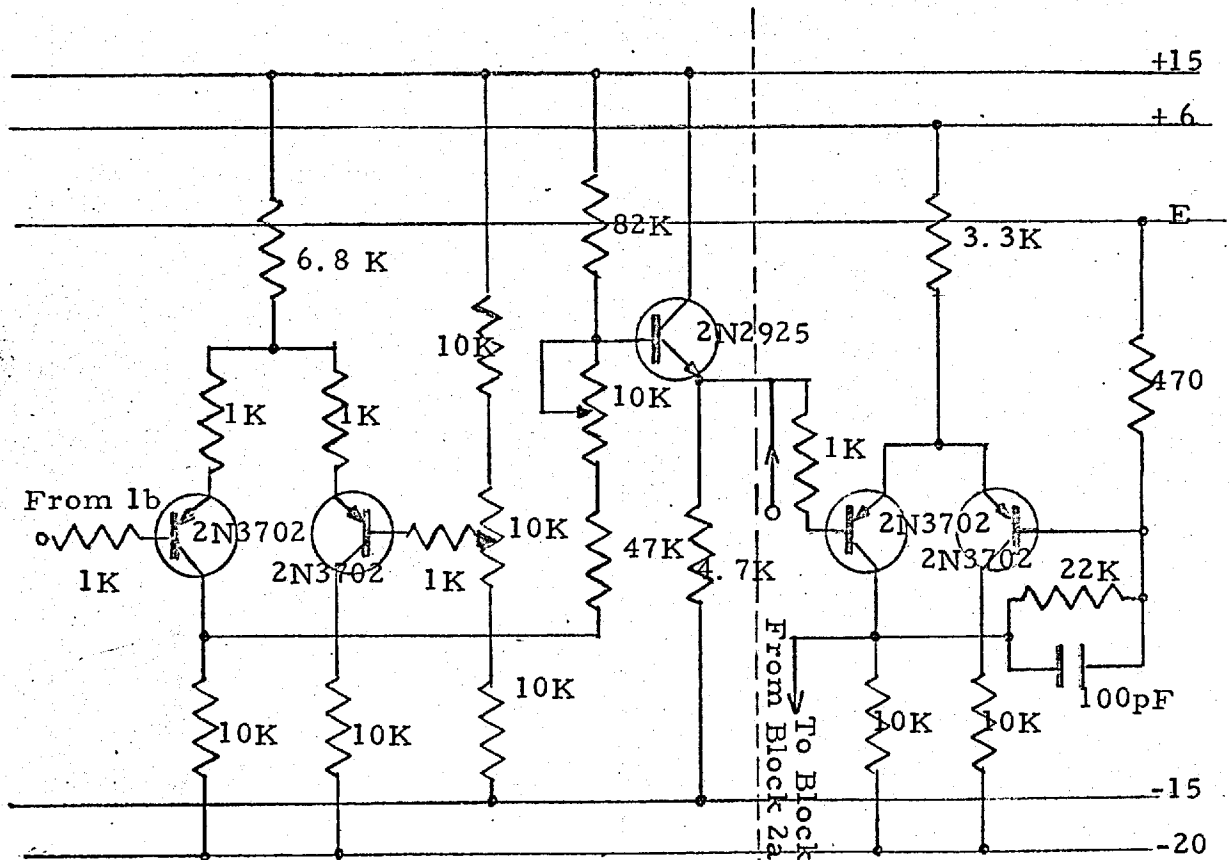 +15
+ 6
E
82K
3.3K
6.8 K
2N2925
10K
470
1K
1K
10K
1K
From 1b
2N3702
10K
2N3702
2N3702
2N3702
47K
4.7K
22K
1K
1K
From Block 2a
To Block
10K
100pF
10K
10K
10K
10K
-15
-20